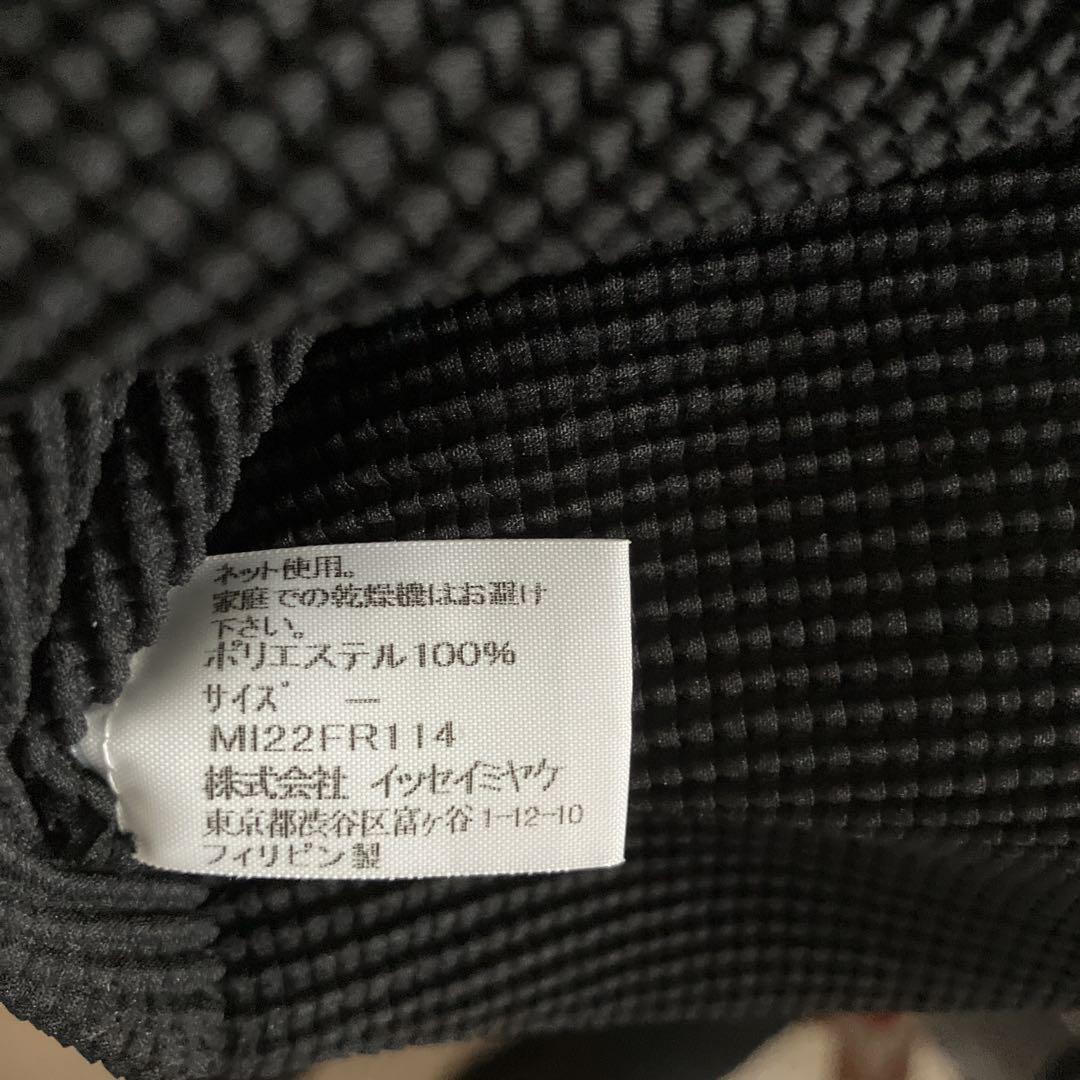 ネット使用。
家庭での乾燥機はお避け
下さい。
ポリエステル100%
サイズ ー
MI22FR114
株式会社 イッセイミヤケ
東京都渋谷区富ヶ谷1-12-10
フィリピン製